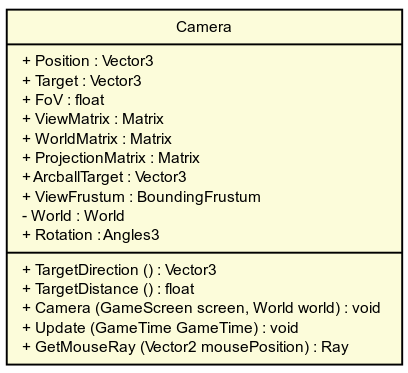 Camera
+ Position : Vector3
+ Target : Vector3
+ FoV : float
+ ViewMatrix : Matrix
+ WorldMatrix : Matrix
+ ProjectionMatrix : Matrix
+ ArcballTarget : Vector3
+ ViewFrustum : BoundingFrustum
- World : World
+ Rotation : Angles3
+ TargetDirection () : Vector3
+ TargetDistance () : float
+ Camera (GameScreen screen, World world) : void
+ Update (GameTime GameTime) : void
+ GetMouseRay (Vector2 mousePosition) : Ray